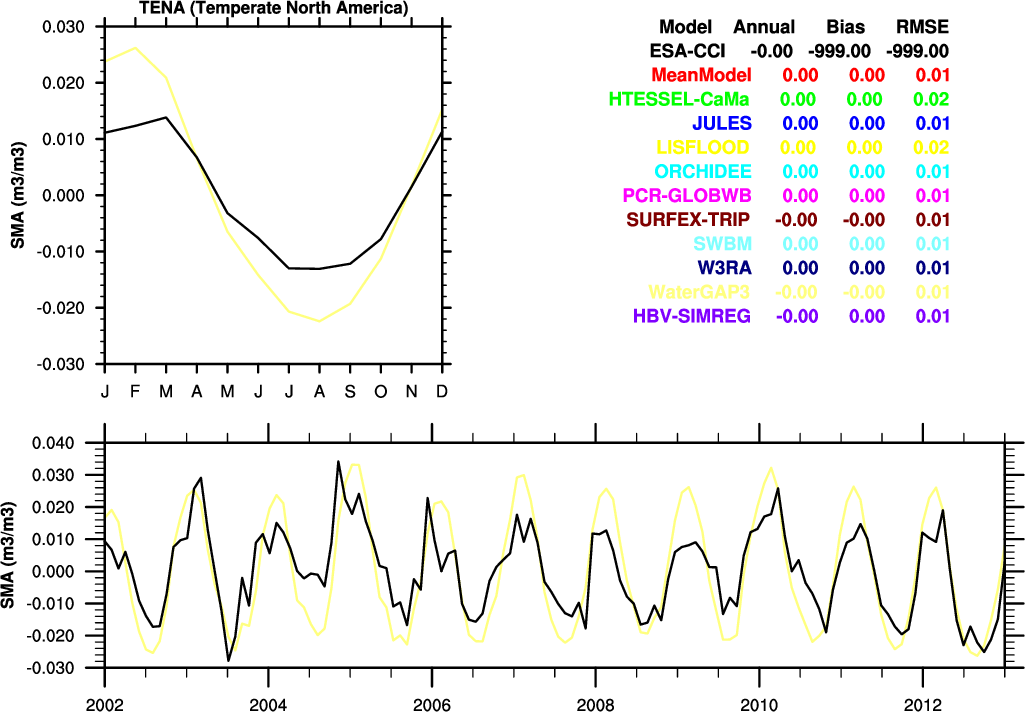 TENA (Temperate North America)
0.030
0.020
0.010
0.000
-0.010
-0.020
-0.030
SMA (m3/m3)
J F M A M J J A S O N D
Model Annual Bias RMSE
ESA-CCI -0.00 -999.00 -999.00
MeanModel 0.00 0.00 0.01
HTESSEL-CaMa 0.00 0.00 0.02
JULES 0.00 0.00 0.01
LISFLOOD 0.00 0.00 0.02
ORCHIDEE 0.00 0.00 0.01
PCR-GLOBWB 0.00 0.00 0.01
SURFEX-TRIP -0.00 -0.00 0.01
SWBM 0.00 0.00 0.01
W3RA 0.00 0.00 0.01
WaterGAP3 -0.00 -0.00 0.01
HBV-SIMREG -0.00 0.00 0.01
0.040
0.030
0.020
0.010
0.000
-0.010
-0.020
-0.030
SMA (m3/m3)
2002 2004 2006 2008 2010 2012